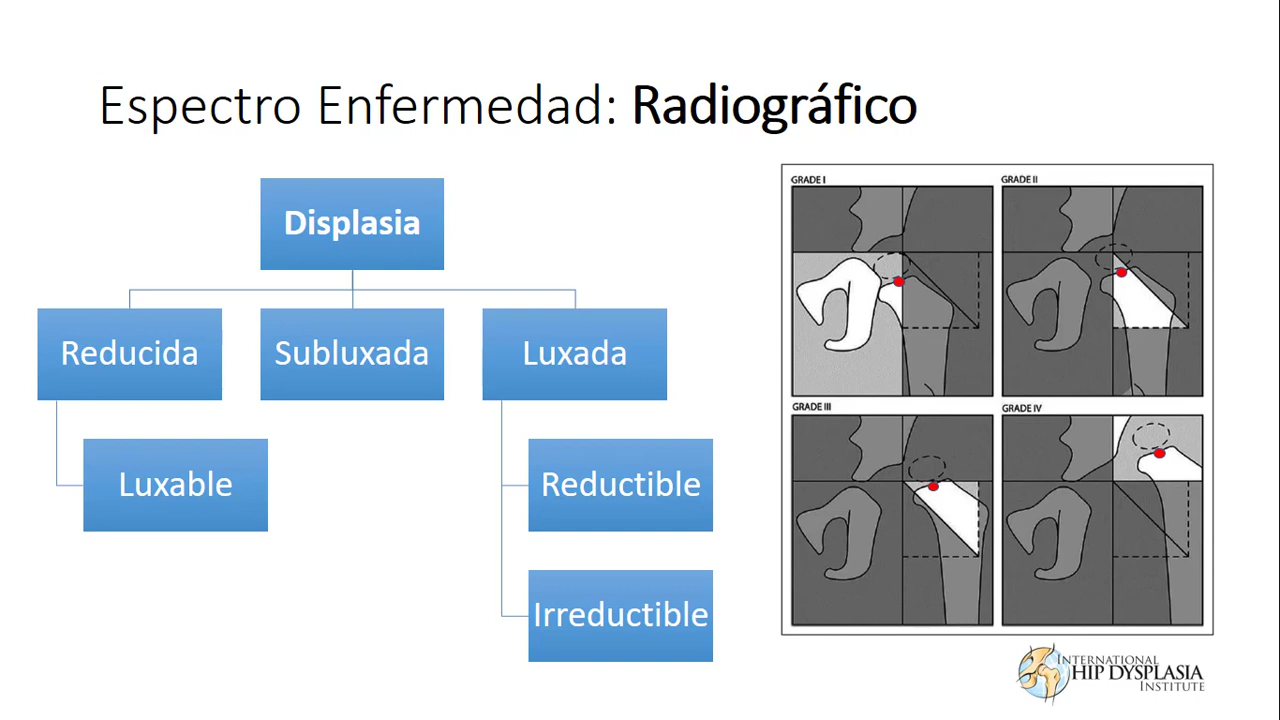 Espectro Enfermedad: Radiográfico
Displasia
Reducida
Subluxada
Luxada
Luxable
Reductible
Irreductible
GRADE I
GRADE II
GRADE III
GRADE IV
INTERNATIONAL
HIP DYSPLASIA
INSTITUTE